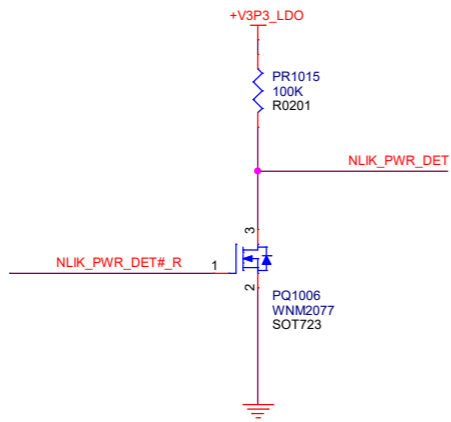 +V3P3_LDO
PR1015
100K
R0201
NLIK_PWR_DET
3
NLIK_PWR_DET#_R
1
2
PQ1006
WNM2077
SOT723